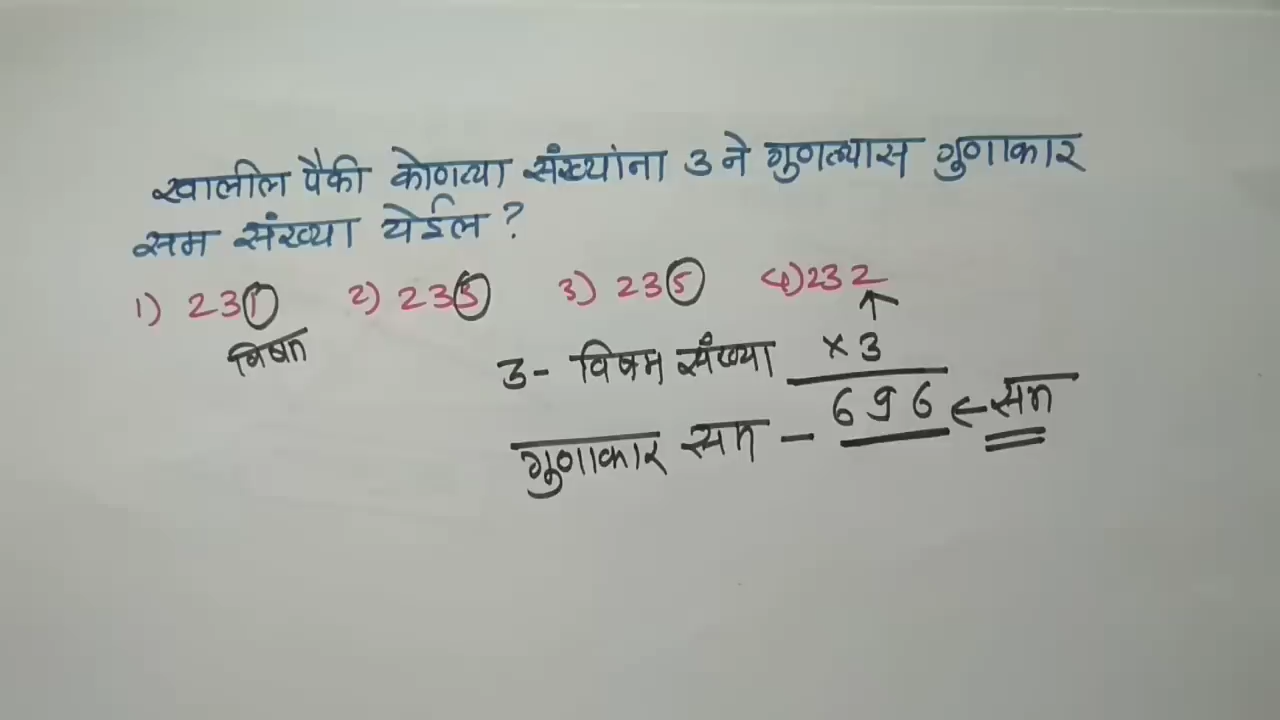 खालील पैकी कोणत्या संख्यांना 3 ने गुणल्यास गुणाकार
सम संख्या येईल ?
1) 231 2) 233 3) 235 4) 232
विषम
3 - विषम संख्या × 3
गुणाकार सम - 696 ← सम